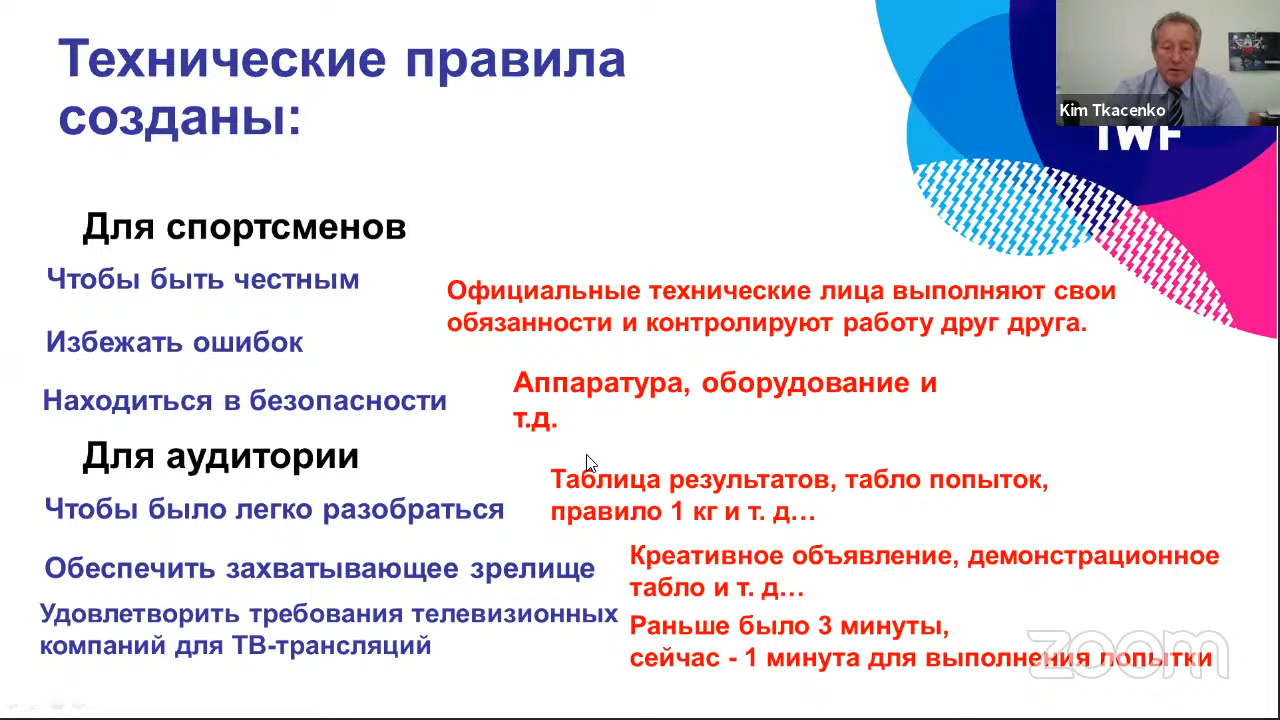 Технические правила
созданы:
Kim Tkacenko
IWF
Для спортсменов
Чтобы быть честным
Официальные технические лица выполняют свои
обязанности и контролируют работу друг друга.
Избежать ошибок
Находиться в безопасности
Аппаратура, оборудование и
т.д.
Для аудитории
Чтобы было легко разобраться
Таблица результатов, табло попыток,
правило 1 кг и т. д...
Обеспечить захватывающее зрелище
Креативное объявление, демонстрационное
табло и т. д...
Удовлетворить требования телевизионных
компаний для ТВ-трансляций
Раньше было 3 минуты,
сейчас - 1 минута для выполнения попытки
zoom